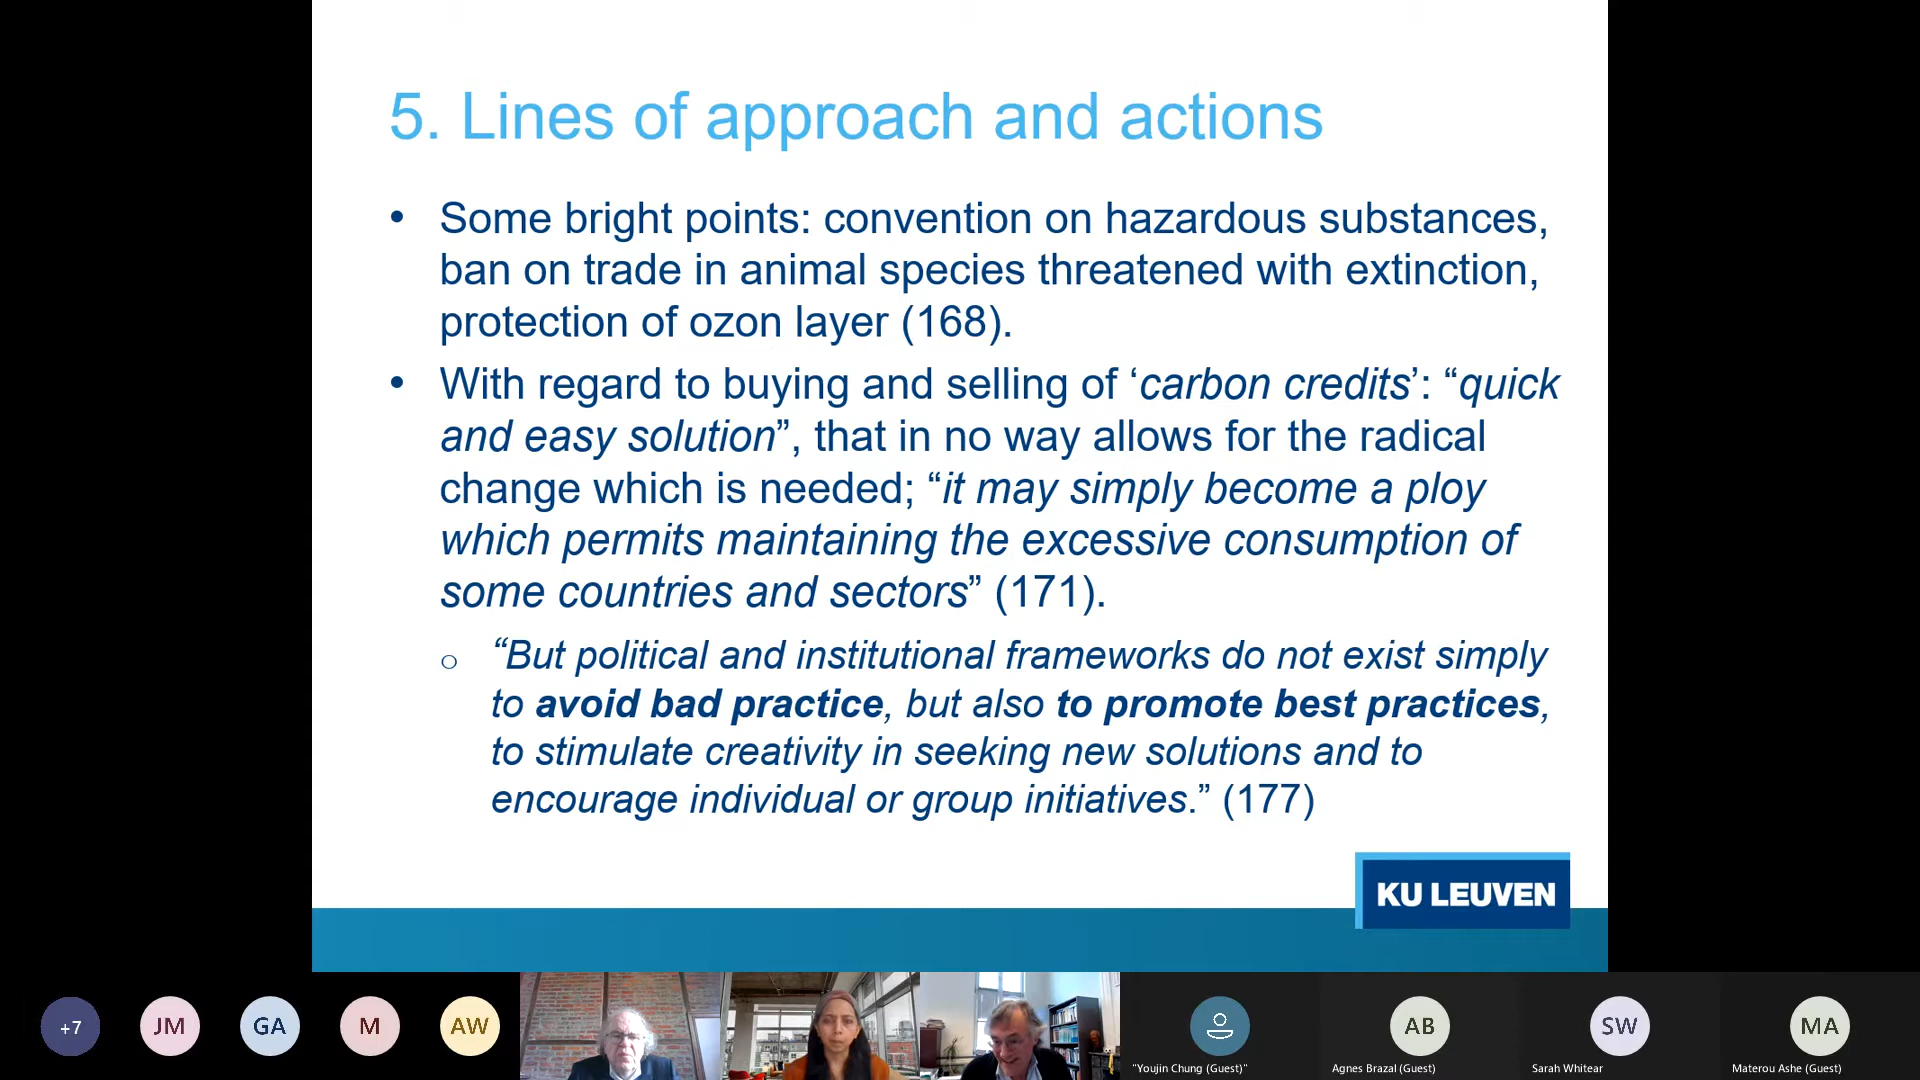 5. Lines of approach and actions
• Some bright points: convention on hazardous substances,
ban on trade in animal species threatened with extinction,
protection of ozon layer (168).
• With regard to buying and selling of ‘carbon credits’: “quick
and easy solution”, that in no way allows for the radical
change which is needed; “it may simply become a ploy
which permits maintaining the excessive consumption of
some countries and sectors” (171).
o “But political and institutional frameworks do not exist simply
to avoid bad practice, but also to promote best practices,
to stimulate creativity in seeking new solutions and to
encourage individual or group initiatives.” (177)
KU LEUVEN
+7
JM
GA
M
AW
"Youjin Chung (Guest)"
AB
Agnes Brazal (Guest)
SW
Sarah Whitear
MA
Materou Ashe (Guest)